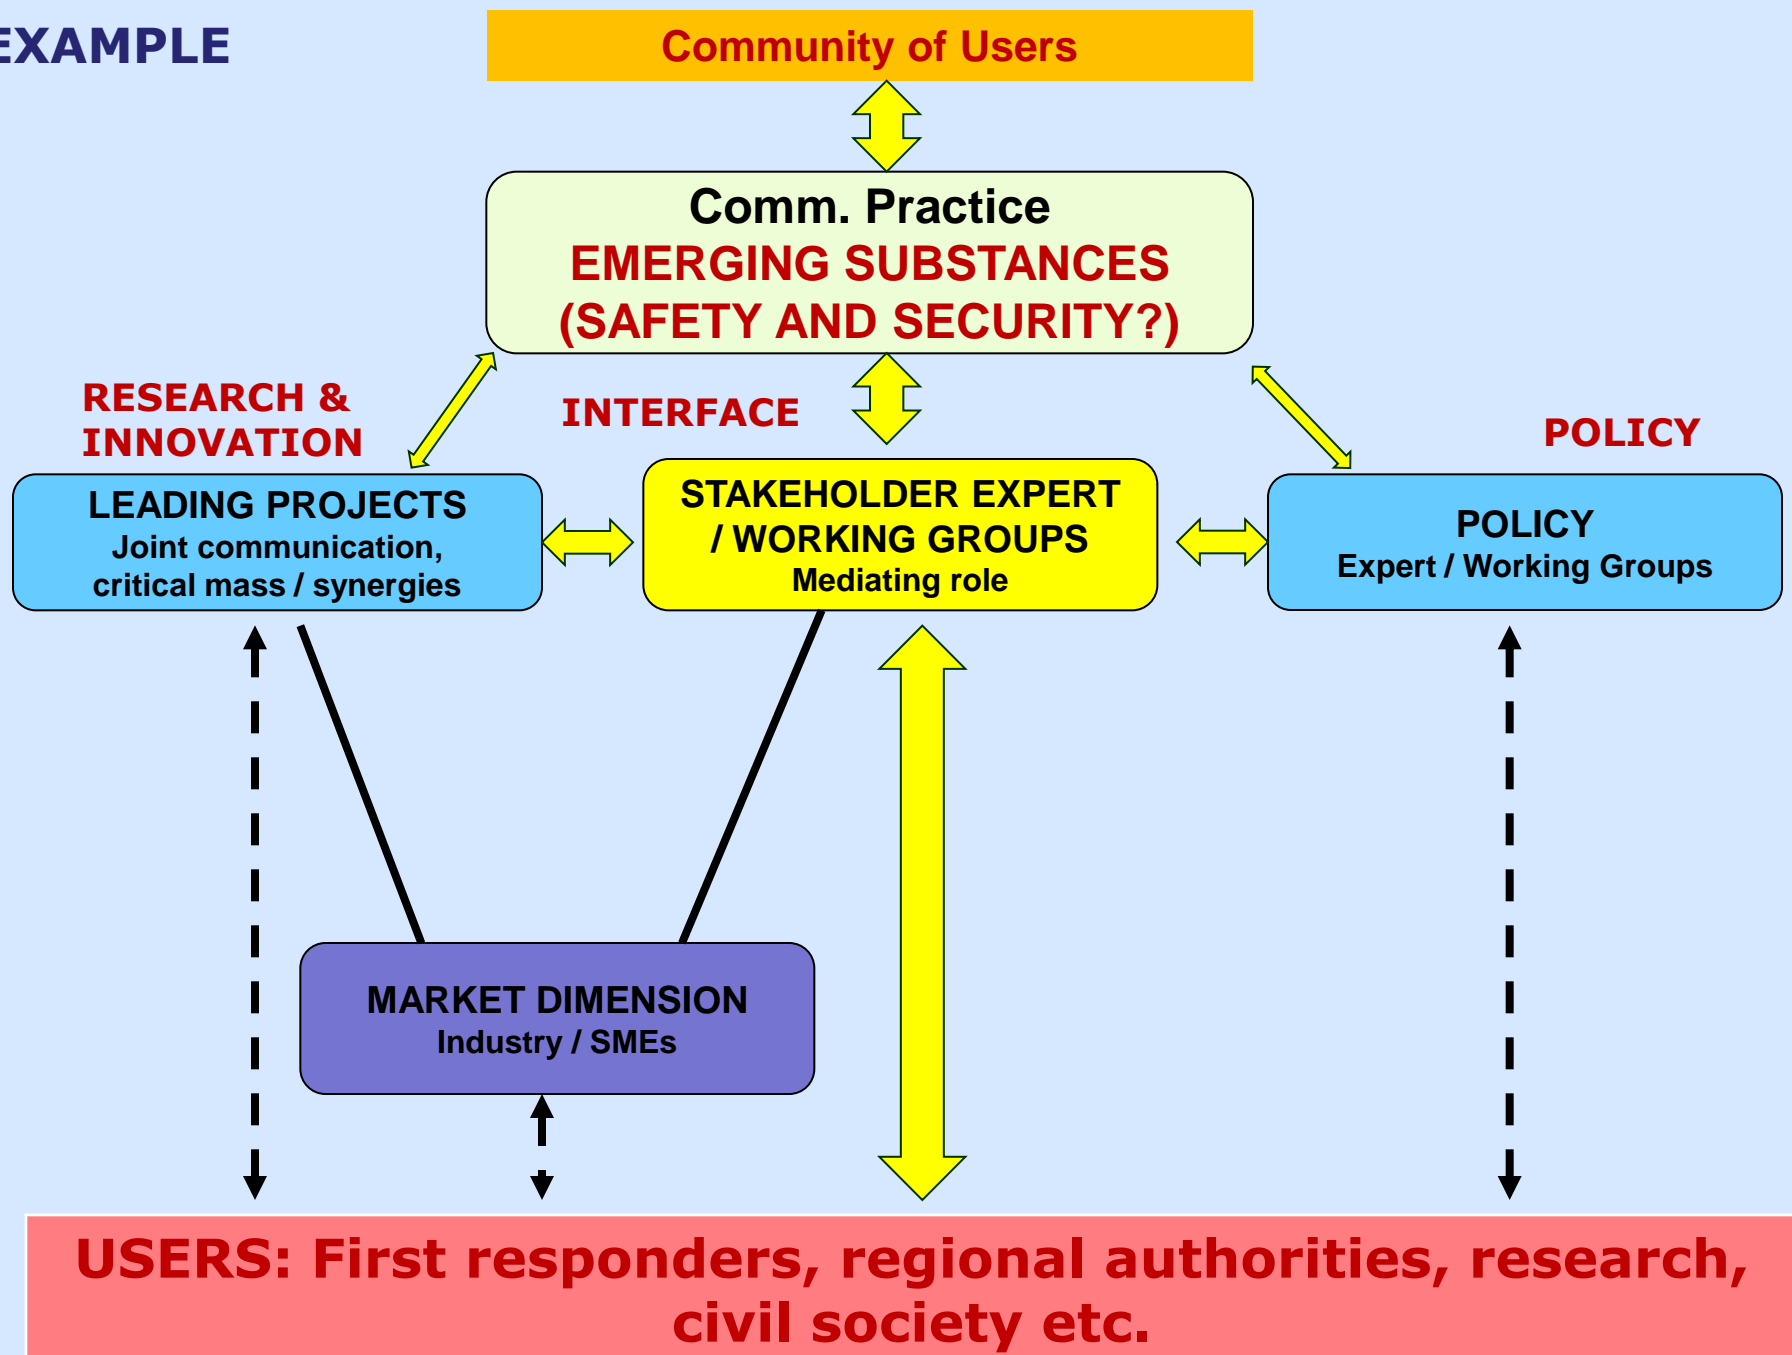 EXAMPLE
Community of Users
Comm. Practice
EMERGING SUBSTANCES
(SAFETY AND SECURITY?)
RESEARCH &
INNOVATION
INTERFACE
POLICY
LEADING PROJECTS
Joint communication,
critical mass / synergies
STAKEHOLDER EXPERT
/ WORKING GROUPS
Mediating role
POLICY
Expert / Working Groups
MARKET DIMENSION
Industry / SMEs
USERS: First responders, regional authorities, research,
civil society etc.